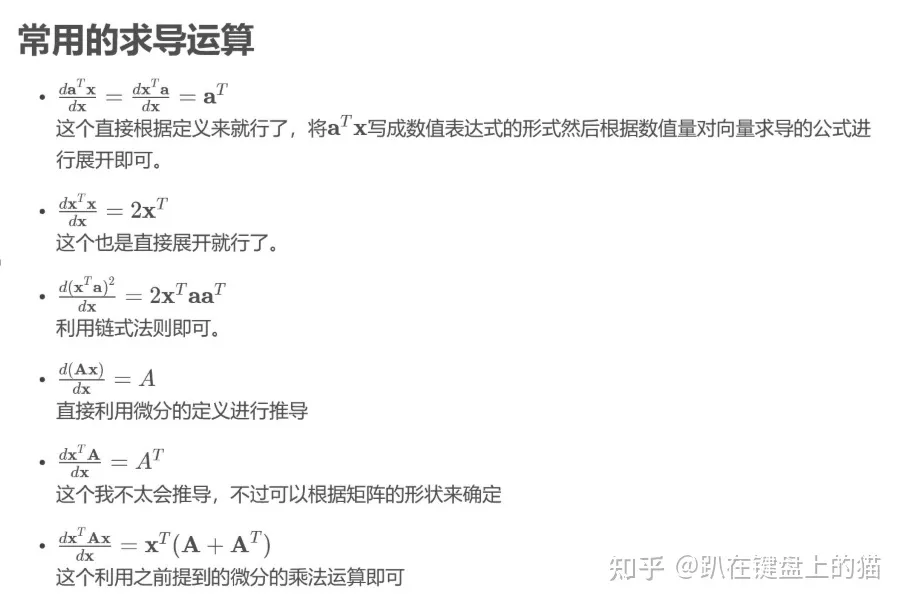 常用的求导运算
• \frac{d\mathbf{a}^T\mathbf{x}}{d\mathbf{x}} = \frac{d\mathbf{x}^T\mathbf{a}}{d\mathbf{x}} = \mathbf{a}^T
这个直接根据定义来就行了，将\mathbf{a}^T\mathbf{x}写成数值表达式的形式然后根据数值量对向量求导的公式进
行展开即可。
• \frac{d\mathbf{x}^T\mathbf{x}}{d\mathbf{x}} = 2\mathbf{x}^T
这个也是直接展开就行了。
• \frac{d(\mathbf{x}^T\mathbf{a})^2}{d\mathbf{x}} = 2\mathbf{x}^T\mathbf{a}\mathbf{a}^T
利用链式法则即可。
• \frac{d(\mathbf{A}\mathbf{x})}{d\mathbf{x}} = A
直接利用微分的定义进行推导
• \frac{d\mathbf{x}^T\mathbf{A}}{d\mathbf{x}} = A^T
这个我不太会推导，不过可以根据矩阵的形状来确定
• \frac{d\mathbf{x}^T\mathbf{A}\mathbf{x}}{d\mathbf{x}} = \mathbf{x}^T(\mathbf{A} + \mathbf{A}^T)
这个利用之前提到的微分的乘法运算即可
知乎 @趴在键盘上的猫